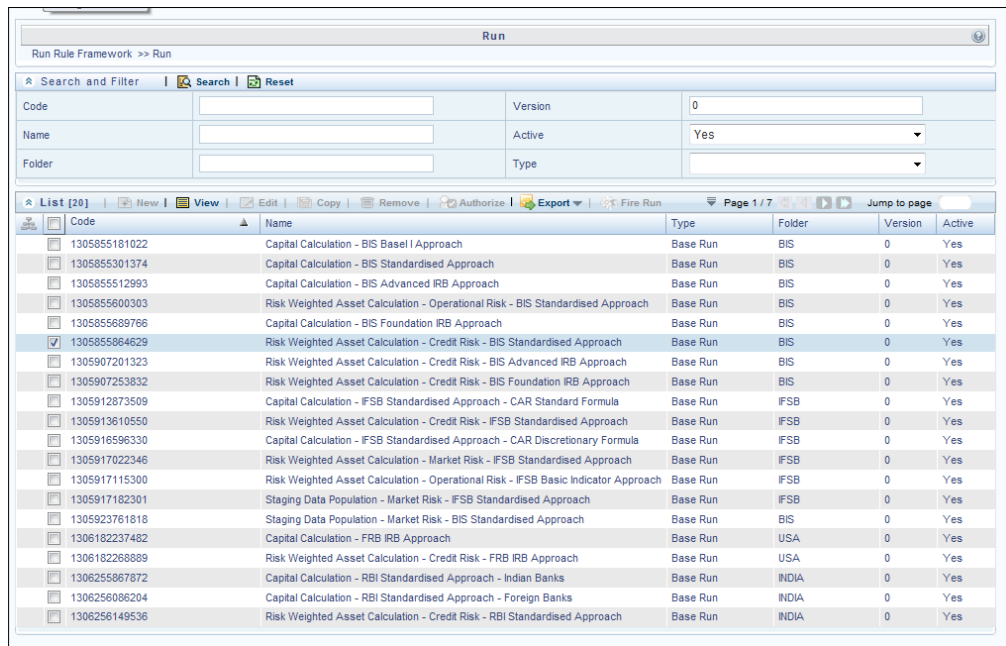 Run
Run Rule Framework >> Run
Search and Filter | Search | Reset
Code Version 0
Name Active Yes
Folder Type
List [20] | New | View | Edit | Copy | Remove | Authorize | Export | Fire Run Page 1 / 7 Jump to page
Code Name Type Folder Version Active
1305855181022 Capital Calculation - BIS Basel I Approach Base Run BIS 0 Yes
1305855301374 Capital Calculation - BIS Standardised Approach Base Run BIS 0 Yes
1305855512993 Capital Calculation - BIS Advanced IRB Approach Base Run BIS 0 Yes
1305855600303 Risk Weighted Asset Calculation - Operational Risk - BIS Standardised Approach Base Run BIS 0 Yes
1305855689766 Capital Calculation - BIS Foundation IRB Approach Base Run BIS 0 Yes
1305855864629 Risk Weighted Asset Calculation - Credit Risk - BIS Standardised Approach Base Run BIS 0 Yes
1305907201323 Risk Weighted Asset Calculation - Credit Risk - BIS Advanced IRB Approach Base Run BIS 0 Yes
1305907253832 Risk Weighted Asset Calculation - Credit Risk - BIS Foundation IRB Approach Base Run BIS 0 Yes
1305912873509 Capital Calculation - IFSB Standardised Approach - CAR Standard Formula Base Run IFSB 0 Yes
1305913610550 Risk Weighted Asset Calculation - Credit Risk - IFSB Standardised Approach Base Run IFSB 0 Yes
1305916596330 Capital Calculation - IFSB Standardised Approach - CAR Discretionary Formula Base Run IFSB 0 Yes
1305917022346 Risk Weighted Asset Calculation - Market Risk - IFSB Standardised Approach Base Run IFSB 0 Yes
1305917115300 Risk Weighted Asset Calculation - Operational Risk - IFSB Basic Indicator Approach Base Run IFSB 0 Yes
1305917182301 Staging Data Population - Market Risk - IFSB Standardised Approach Base Run IFSB 0 Yes
1305923761818 Staging Data Population - Market Risk - BIS Standardised Approach Base Run BIS 0 Yes
1306182237482 Capital Calculation - FRB IRB Approach Base Run USA 0 Yes
1306182268889 Risk Weighted Asset Calculation - Credit Risk - FRB IRB Approach Base Run USA 0 Yes
1306255867872 Capital Calculation - RBI Standardised Approach - Indian Banks Base Run INDIA 0 Yes
1306256086204 Capital Calculation - RBI Standardised Approach - Foreign Banks Base Run INDIA 0 Yes
1306256149536 Risk Weighted Asset Calculation - Credit Risk - RBI Standardised Approach Base Run INDIA 0 Yes